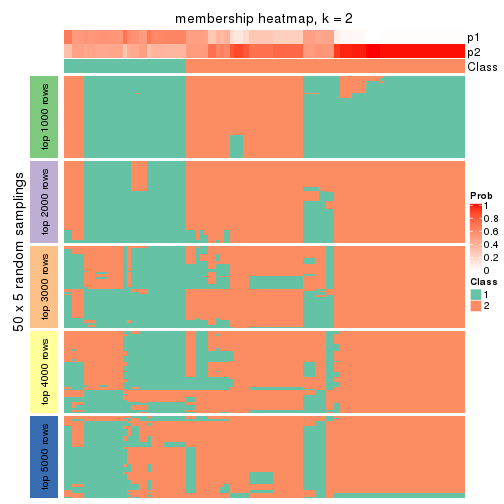 membership heatmap, k = 2
p1
p2
Class
50 x 5 random samplings
top 1000 rows
top 2000 rows
top 3000 rows
top 4000 rows
top 5000 rows
Prob
1
0.8
0.6
0.4
0.2
0
Class
1
2